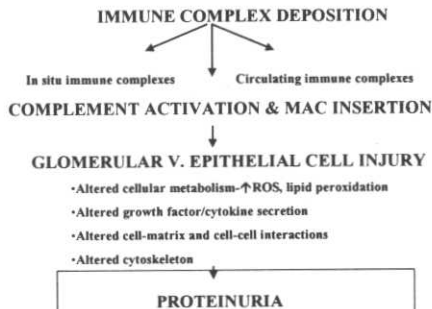 IMMUNE COMPLEX DEPOSITION
In situ immune complexes Circulating immune complexes
COMPLEMENT ACTIVATION & MAC INSERTION
GLOMERULAR V. EPITHELIAL CELL INJURY
•Altered cellular metabolism-↑ROS, lipid peroxidation
•Altered growth factor/cytokine secretion
•Altered cell-matrix and cell-cell interactions
•Altered cytoskeleton
PROTEINURIA